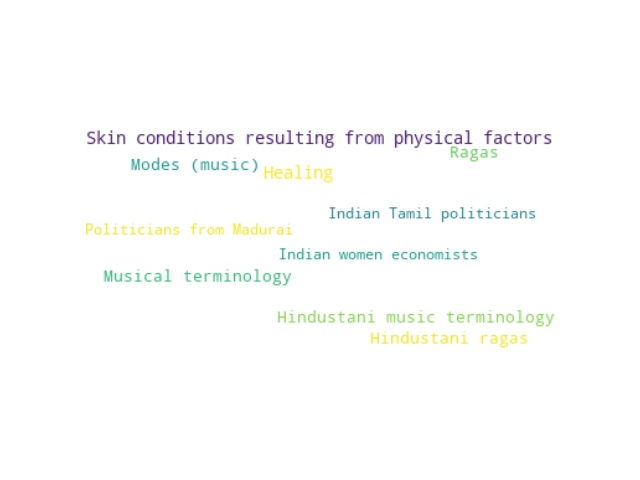 Skin conditions resulting from physical factors
Ragas
Modes (music)
Healing
Indian Tamil politicians
Politicians from Madurai
Indian women economists
Musical terminology
Hindustani music terminology
Hindustani ragas